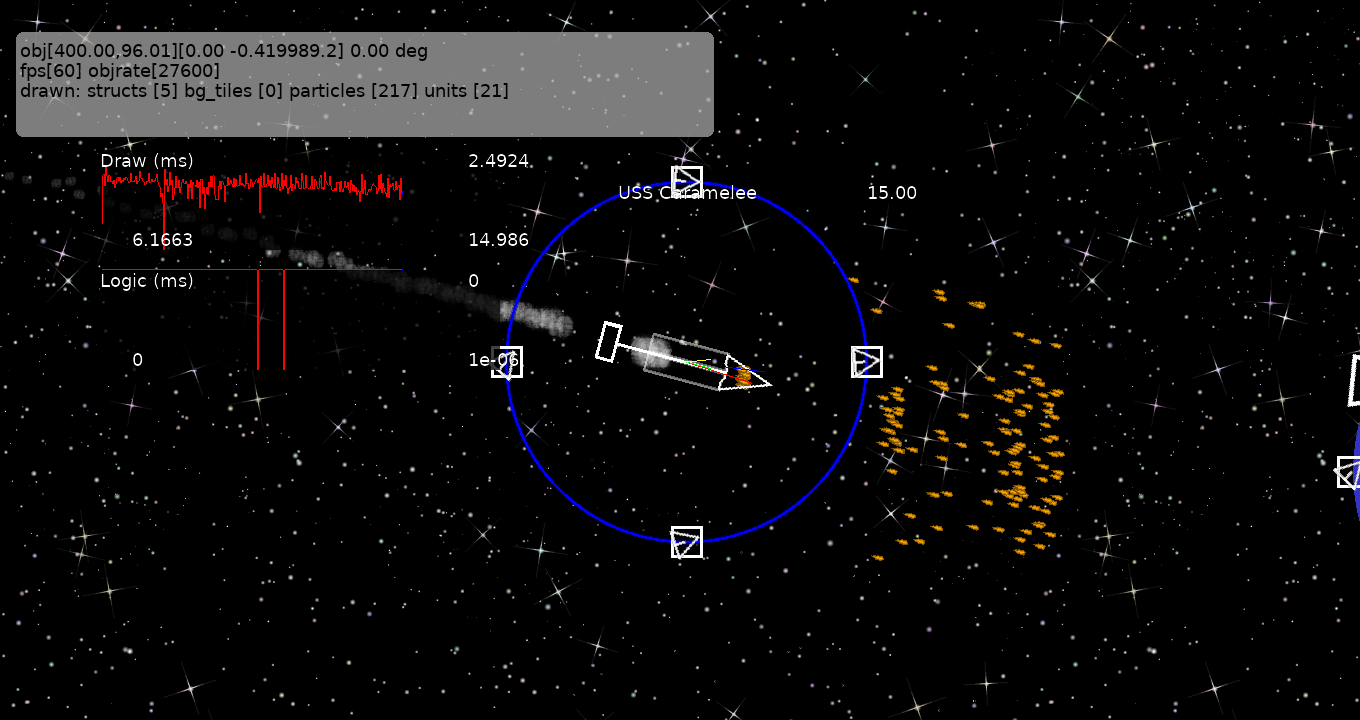 obj[400.00,96.01][0.00 -0.419989.2] 0.00 deg
fps[60] objrate[27600]
drawn: structs [5] bg_tiles [0] particles [217] units [21]
Draw (ms)
2.4924
USS Caramelee
15.00
6.1663
14.986
Logic (ms)
0
0
1e-06